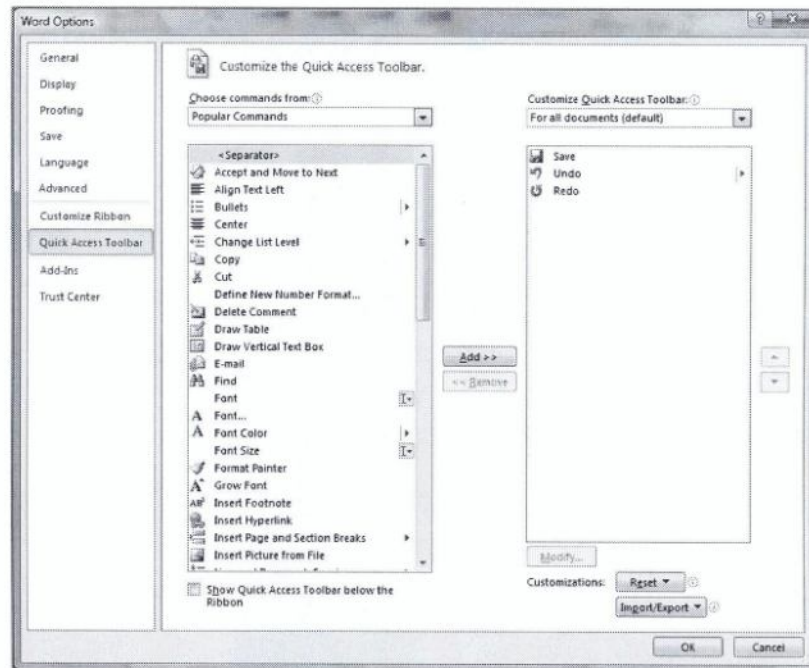 Word Options
General
Display
Proofing
Save
Language
Advanced
Customize Ribbon
Quick Access Toolbar
Add-Ins
Trust Center
Customize the Quick Access Toolbar.
Choose commands from:
Popular Commands
<Separator>
Accept and Move to Next
Align Text Left
Bullets
Center
Change List Level
Copy
Cut
Define New Number Format...
Delete Comment
Draw Table
Draw Vertical Text Box
E-mail
Find
Font
Font...
Font Color
Font Size
Format Painter
Grow Font
Insert Footnote
Insert Hyperlink
Insert Page and Section Breaks
Insert Picture from File
Show Quick Access Toolbar below the
Ribbon
Add >>
<< Remove
Customize Quick Access Toolbar:
For all documents (default)
Save
Undo
Redo
Modify...
Customizations:
Reset
Import/Export
OK
Cancel